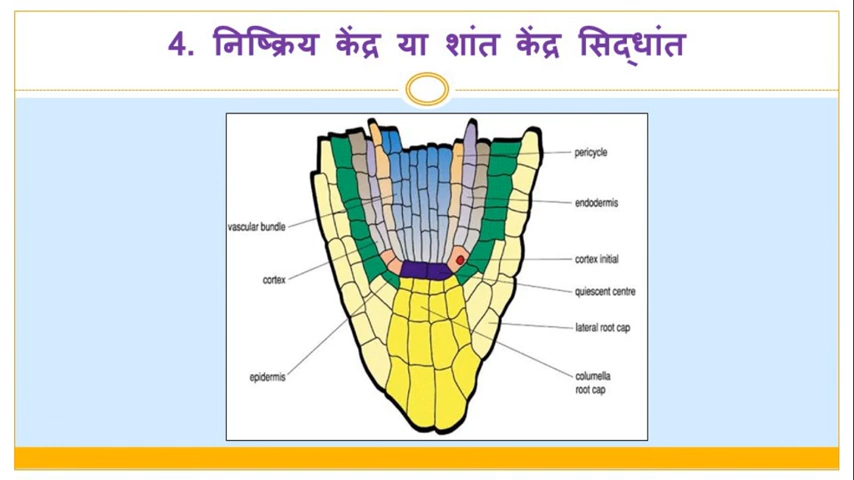 4. निष्क्रिय केंद्र या शांत केंद्र सिद्धांत
pericycle
endodermis
vascular bundle
cortex initial
cortex
quiescent centre
lateral root cap
epidermis
columella
root cap